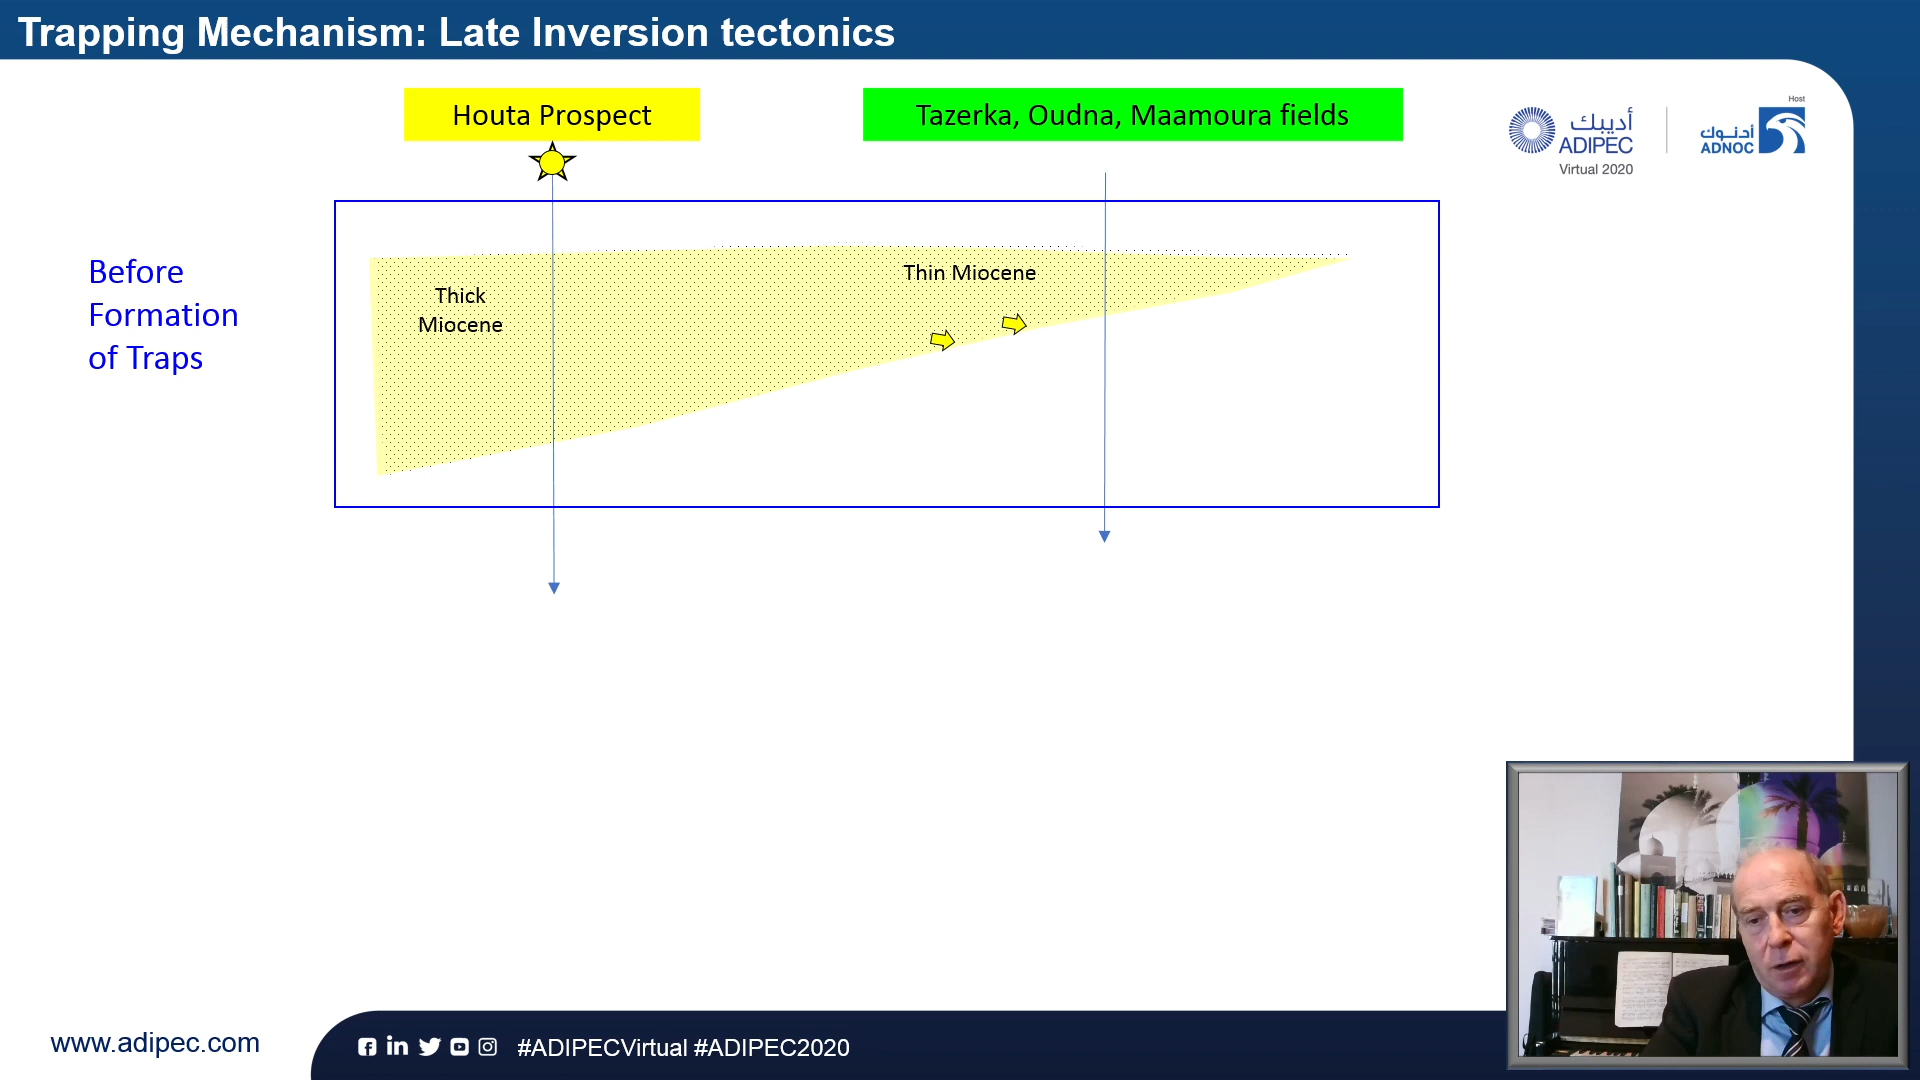 Trapping Mechanism: Late Inversion tectonics
Houta Prospect
Tazerka, Oudna, Maamoura fields
Host
أديبك
ADIPEC
Virtual 2020
أدنوك
ADNOC
Before
Formation
of Traps
Thick
Miocene
Thin Miocene
www.adipec.com
#ADIPECVirtual #ADIPEC2020